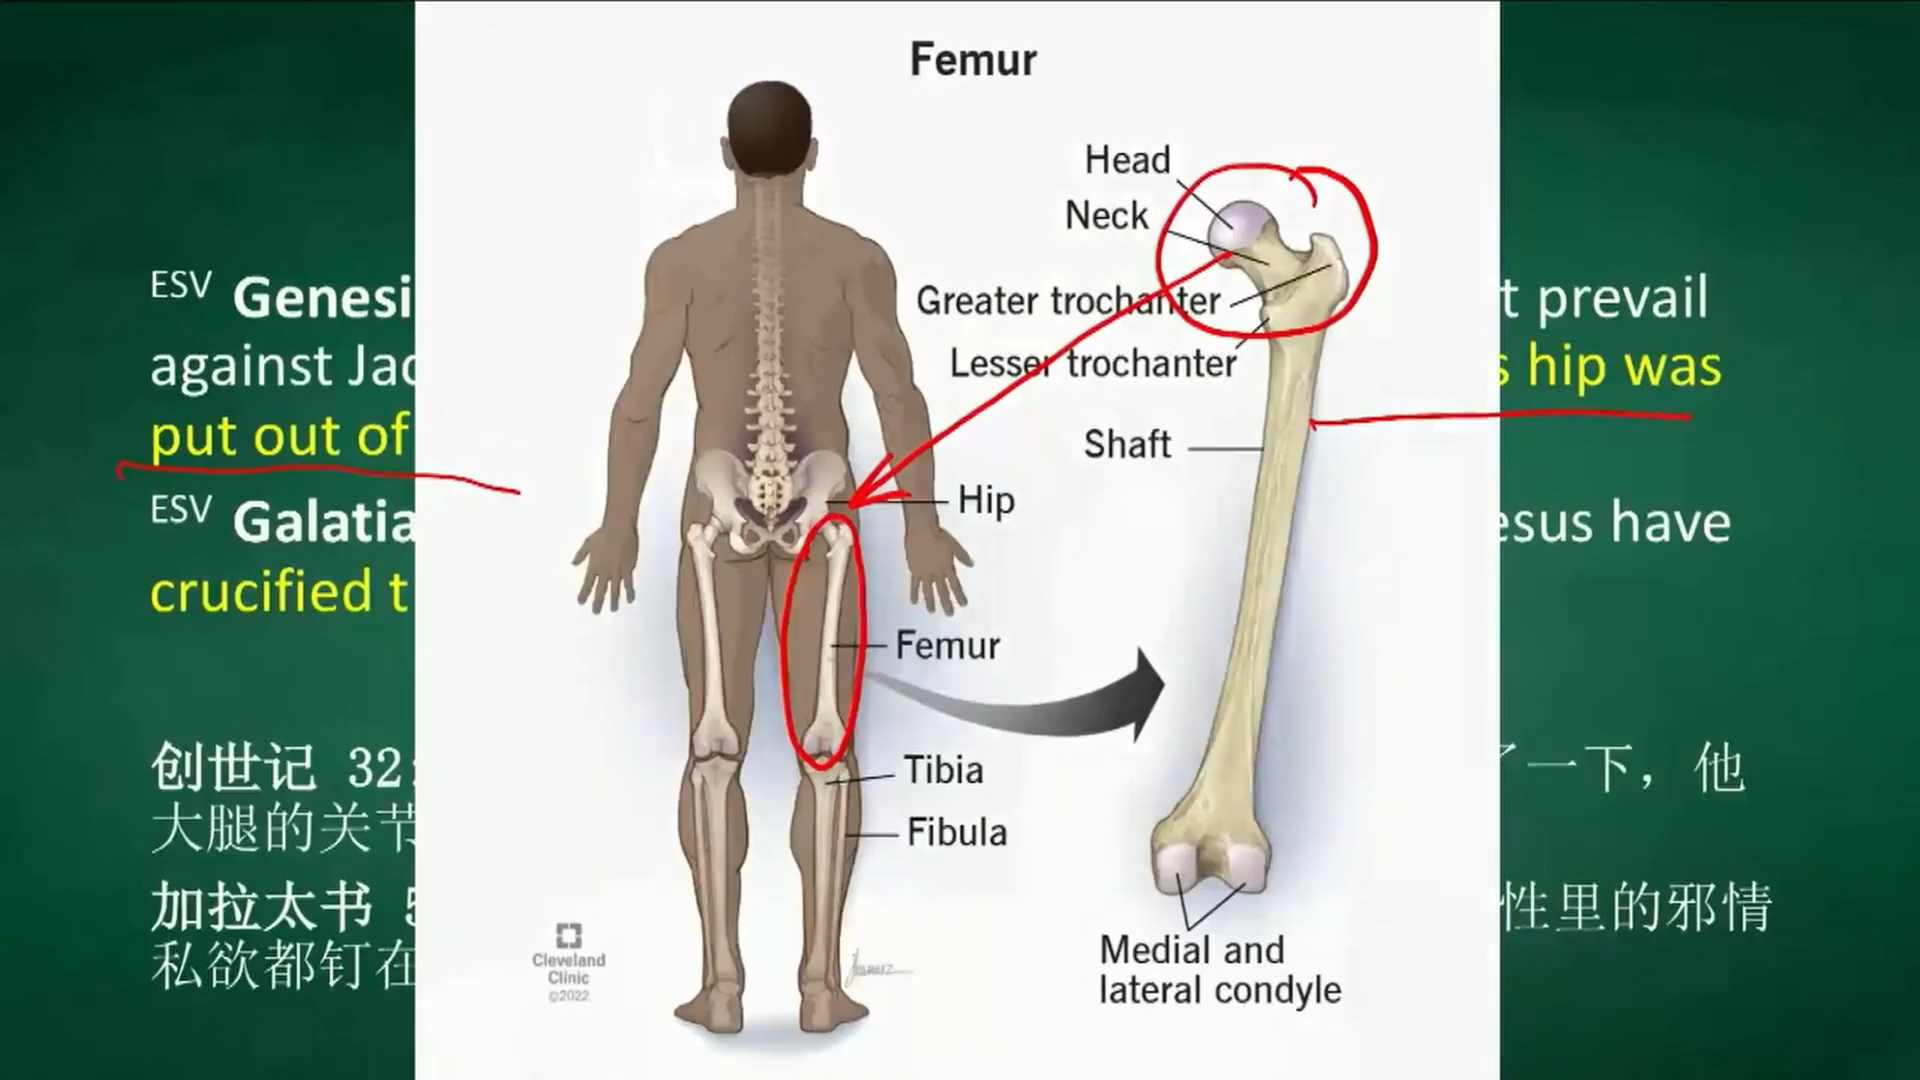 Femur
Head
Neck
Greater trochanter
Lesser trochanter
Shaft
Hip
Femur
Tibia
Fibula
Medial and
lateral condyle
Cleveland
Clinic
©2022
ESV Genesi t prevail
against Jac s hip was
put out of
ESV Galatia esus have
crucified t
创世记 32: 一下，他
大腿的关节
加拉太书 5 性里的邪情
私欲都钉在